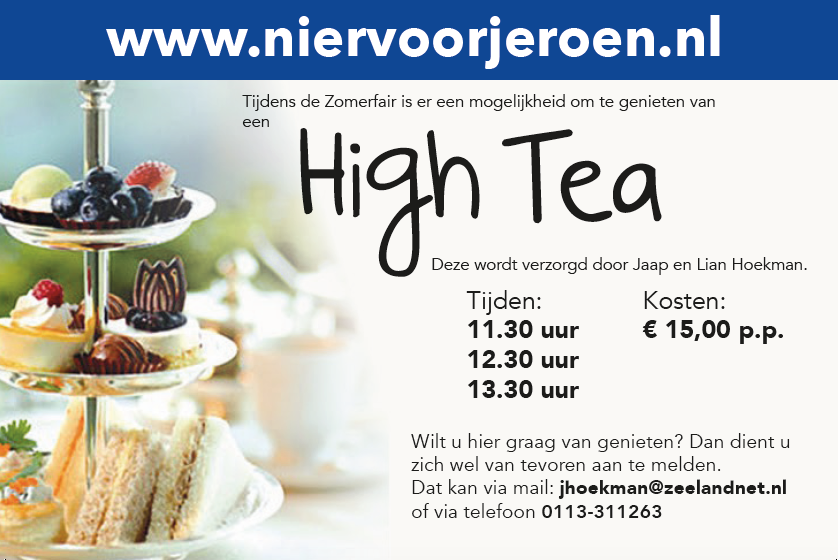 www.niervoorjeroen.nl
Tijdens de Zomerfair is er een mogelijkheid om te genieten van
een
High Tea
Deze wordt verzorgd door Jaap en Lian Hoekman.
Tijden:
11.30 uur
12.30 uur
13.30 uur
Kosten:
€ 15,00 p.p.
Wilt u hier graag van genieten? Dan dient u
zich wel van tevoren aan te melden.
Dat kan via mail: jhoekman@zeelandnet.nl
of via telefoon 0113-311263